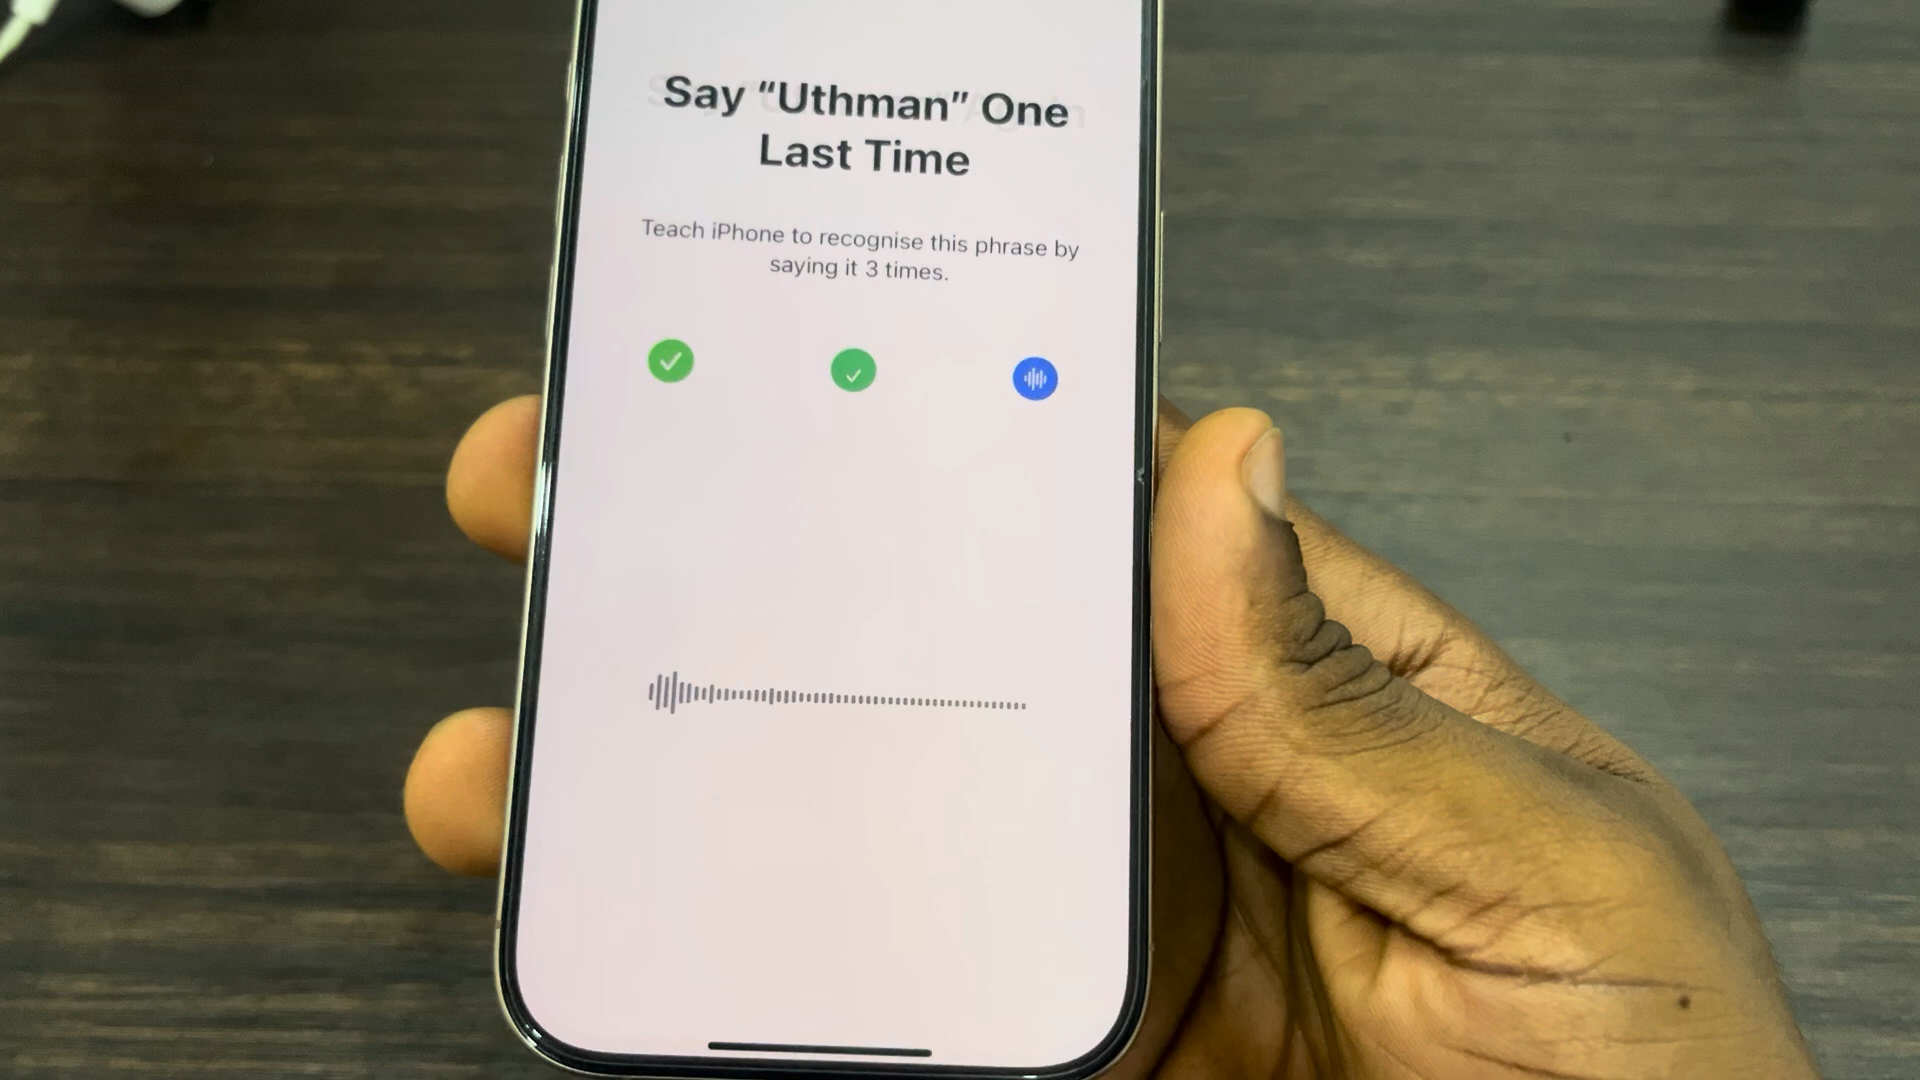 Say “Uthman” One
Last Time
Teach iPhone to recognise this phrase by
saying it 3 times.